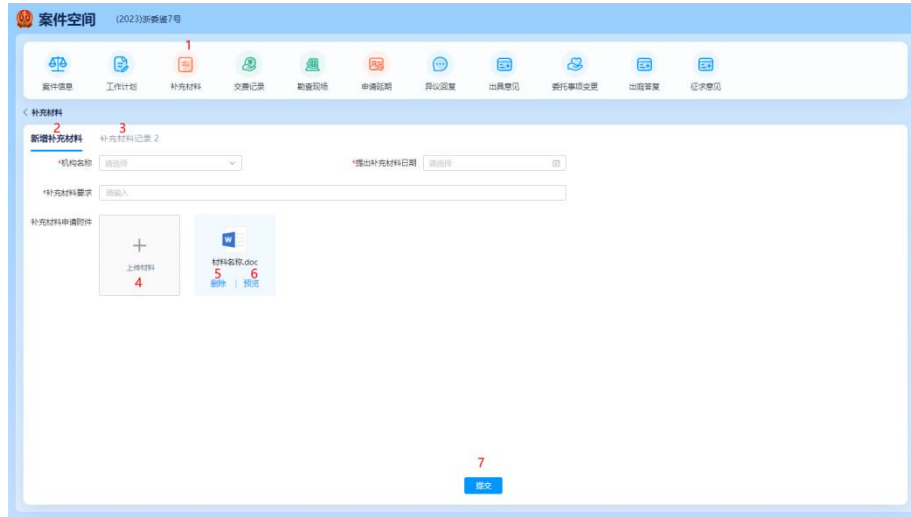 案件空间 (2023)浙委鉴7号
1
案件信息 工作计划 补充材料 交费记录 勘查现场 申请延期 异议回复 出具意见 委托事项变更 出庭答复 征求意见
< 补充材料
2 3
新增补充材料 补充材料记录 2
*机构名称 请选择 *提出补充材料日期 请选择
*补充材料要求 请输入
补充材料申请附件
W
+
上传材料 材料名称.doc
4 5 6
删除 | 预览
7
提交